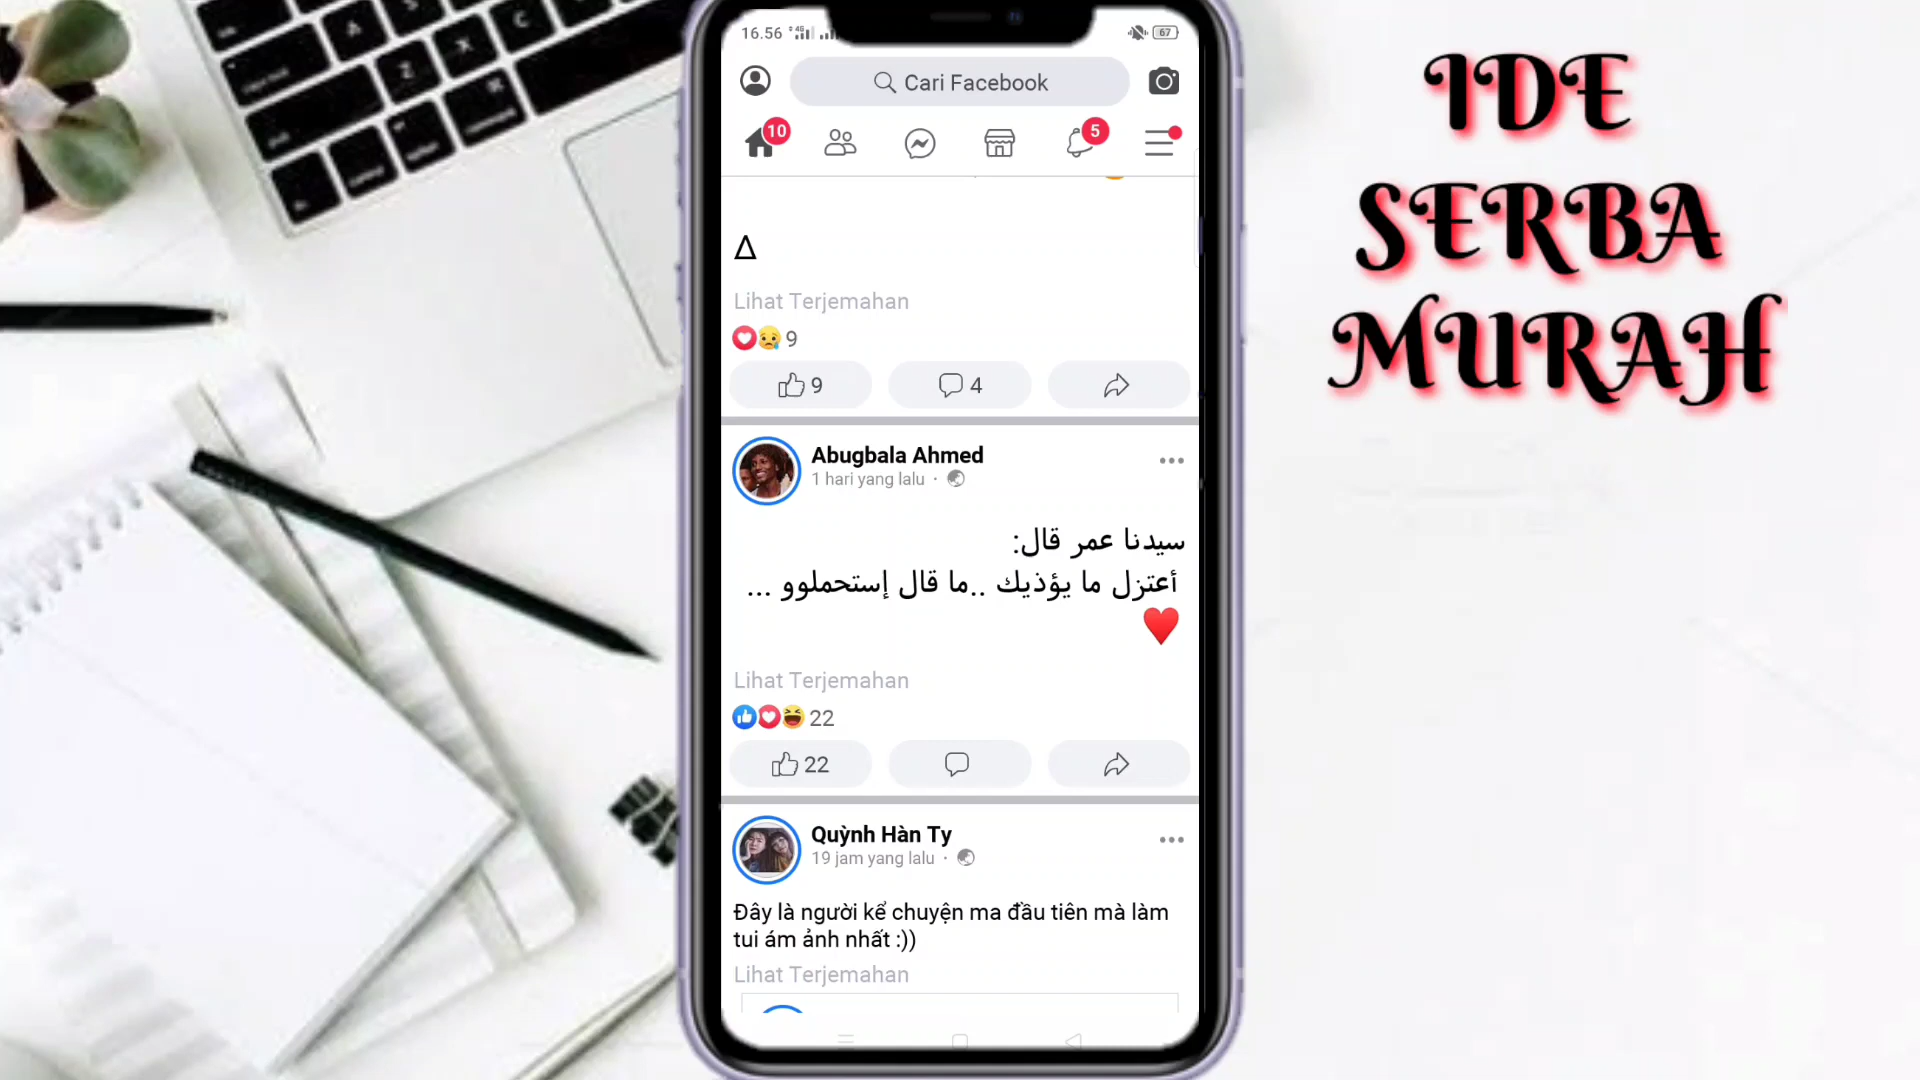 16.56
67
Cari Facebook
10
5
Δ
Lihat Terjemahan
9
9
4
Abugbala Ahmed
1 hari yang lalu ·
سيدنا عمر قال:
أعتزل ما يؤذيك ..ما قال إستحملوو ...
♥️
Lihat Terjemahan
22
22
Quỳnh Hàn Ty
19 jam yang lalu ·
Đây là người kể chuyện ma đầu tiên mà làm
tui ám ảnh nhất :))
Lihat Terjemahan
IDE
SERBA
MURAH